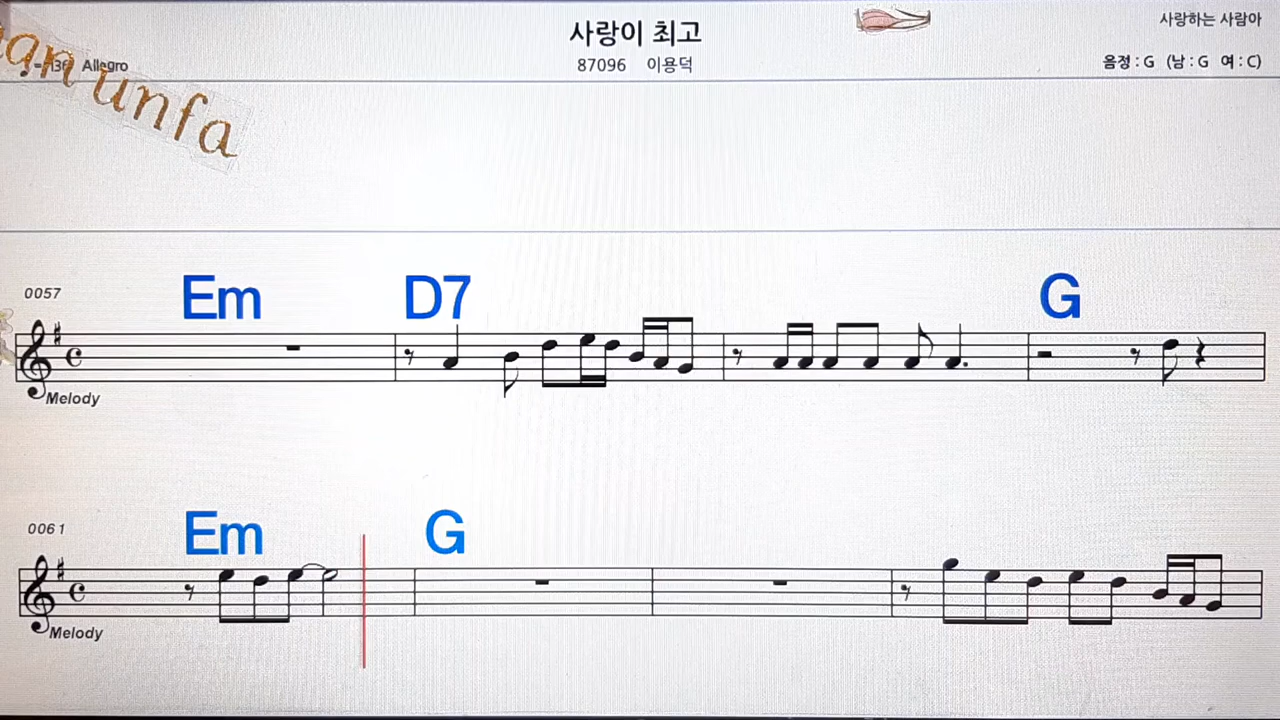 사랑이 최고
사랑하는 사람아
87096 이용덕
Allegro
음정 : G (남 : G 여 : C)
unfa
0057
Em D7 G
Melody
0061
Em G
Melody